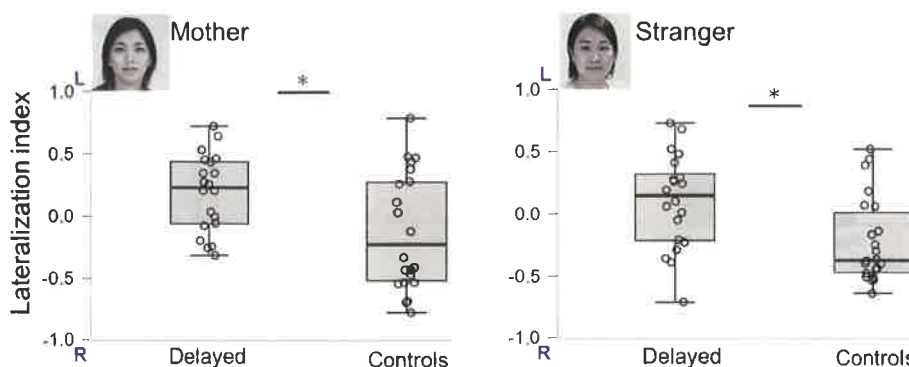 Mother
L
*
1.0
0.5
0.0
-0.5
-1.0
R
Lateralization index
Delayed
Controls
Stranger
L
*
1.0
0.5
0.0
-0.5
-1.0
R
Delayed
Controls